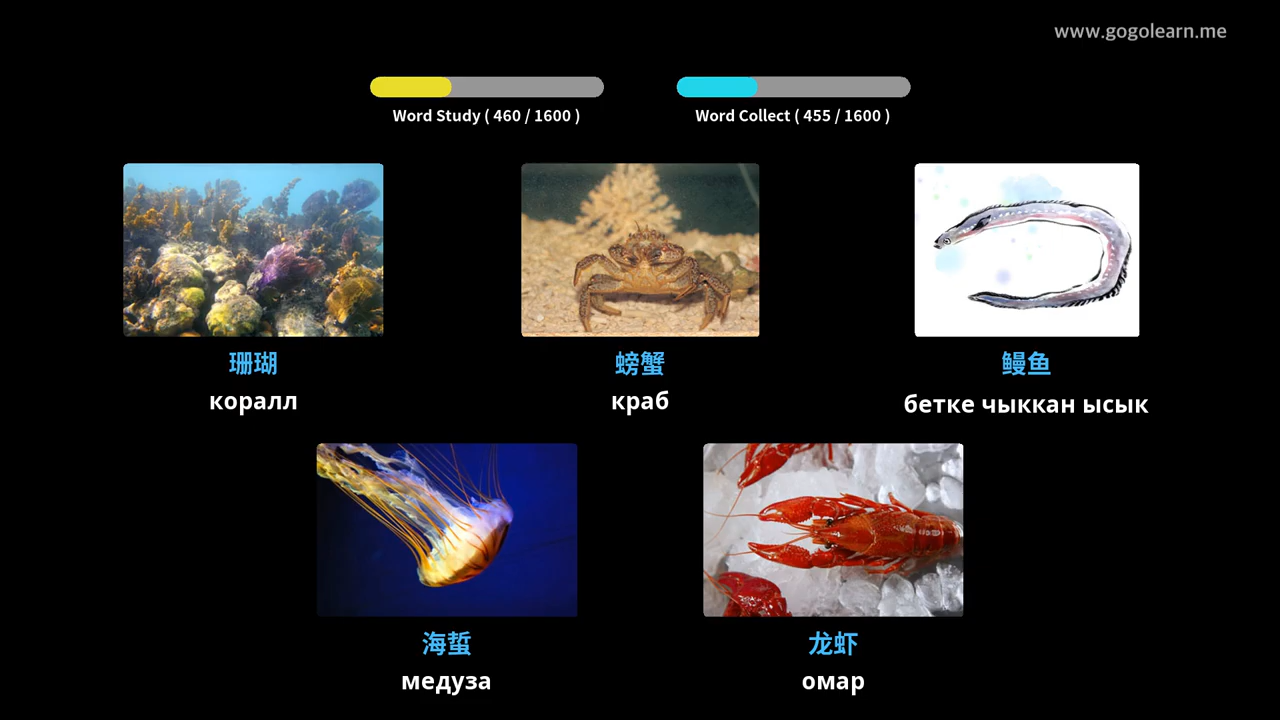 www.gogolearn.me
Word Study ( 460 / 1600 )
Word Collect ( 455 / 1600 )
珊瑚
коралл
螃蟹
краб
鳗鱼
бетке чыккан ысык
海蜇
медуза
龙虾
омар